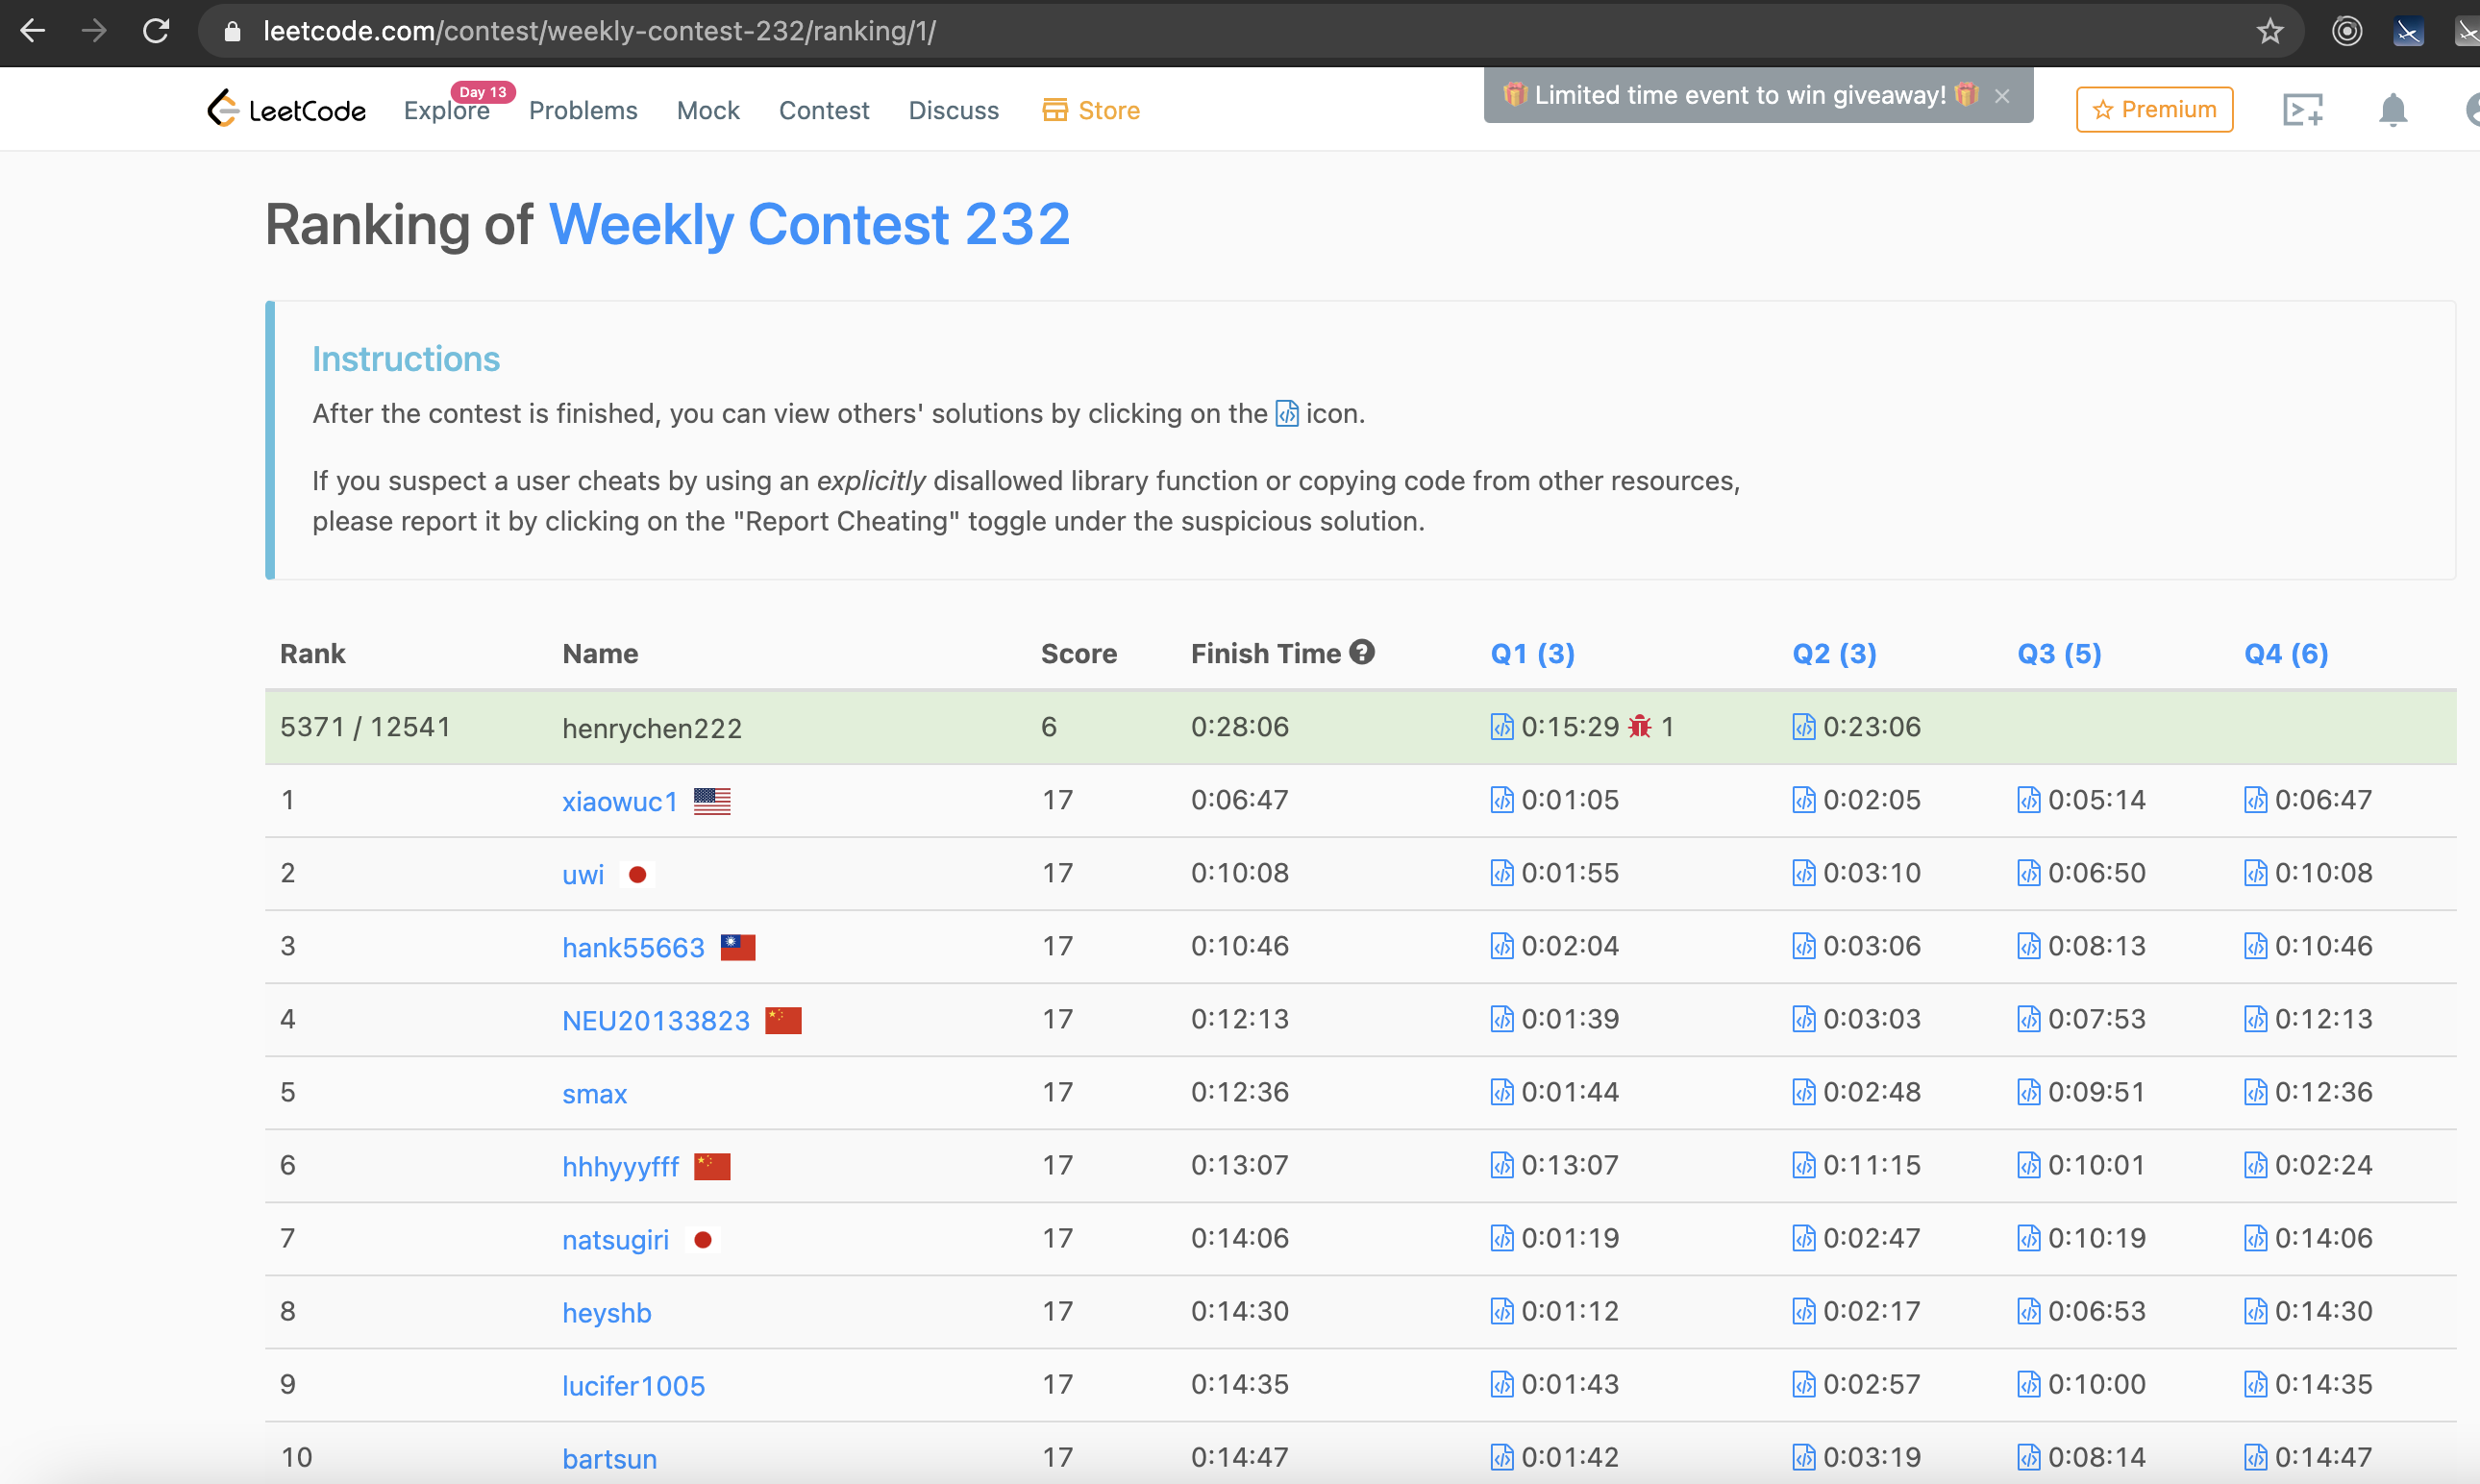 leetcode.com/contest/weekly-contest-232/ranking/1/
LeetCode Explore Day 13 Problems Mock Contest Discuss Store Limited time event to win giveaway! Premium
Ranking of Weekly Contest 232
Instructions
After the contest is finished, you can view others' solutions by clicking on the icon.
If you suspect a user cheats by using an explicitly disallowed library function or copying code from other resources,
please report it by clicking on the "Report Cheating" toggle under the suspicious solution.
Rank Name Score Finish Time Q1 (3) Q2 (3) Q3 (5) Q4 (6)
5371 / 12541 henrychen222 6 0:28:06 0:15:29 1 0:23:06
1 xiaowuc1 17 0:06:47 0:01:05 0:02:05 0:05:14 0:06:47
2 uwi 17 0:10:08 0:01:55 0:03:10 0:06:50 0:10:08
3 hank55663 17 0:10:46 0:02:04 0:03:06 0:08:13 0:10:46
4 NEU20133823 17 0:12:13 0:01:39 0:03:03 0:07:53 0:12:13
5 smax 17 0:12:36 0:01:44 0:02:48 0:09:51 0:12:36
6 hhhyyyfff 17 0:13:07 0:13:07 0:11:15 0:10:01 0:02:24
7 natsugiri 17 0:14:06 0:01:19 0:02:47 0:10:19 0:14:06
8 heyshb 17 0:14:30 0:01:12 0:02:17 0:06:53 0:14:30
9 lucifer1005 17 0:14:35 0:01:43 0:02:57 0:10:00 0:14:35
10 bartsun 17 0:14:47 0:01:42 0:03:19 0:08:14 0:14:47